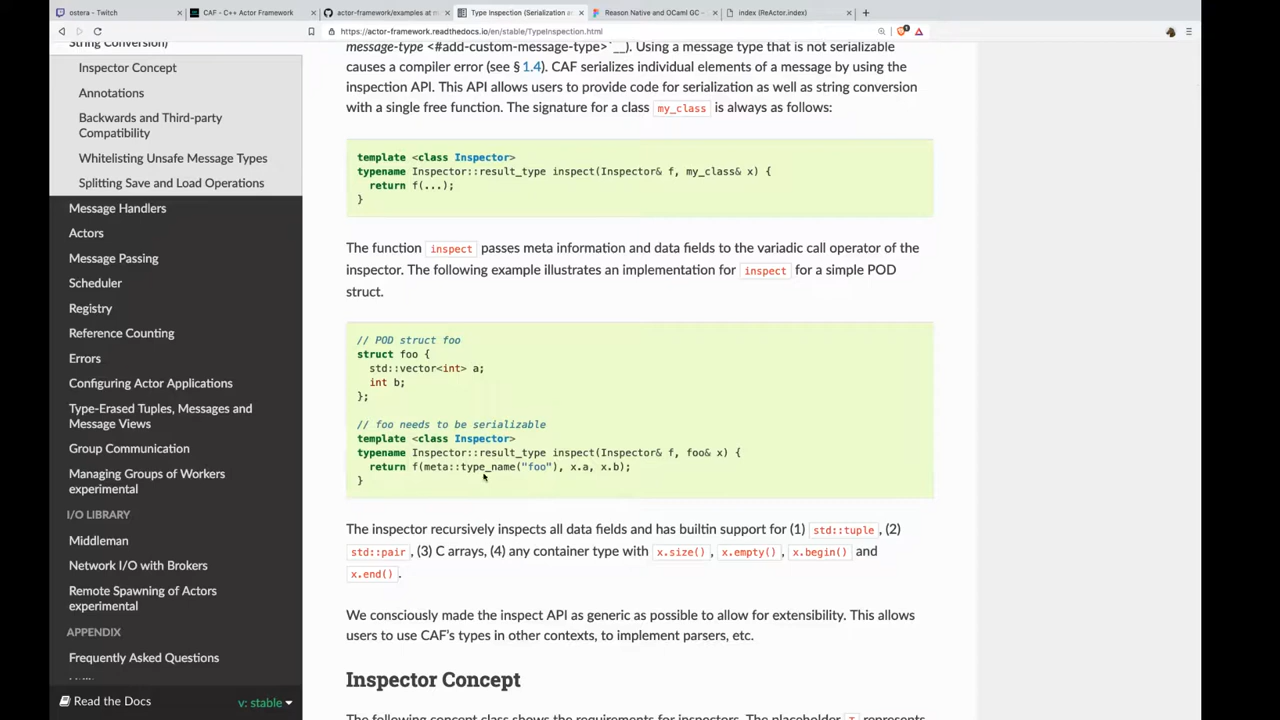 ostera - Twitch
CAF - C++ Actor Framework
actor-framework/examples at m
Type Inspection (Serialization a
Reason Native and OCaml GC -
index (ReActor.index)
https://actor-framework.readthedocs.io/en/stable/TypeInspection.html
String Conversion)
Inspector Concept
Annotations
Backwards and Third-party
Compatibility
Whitelisting Unsafe Message Types
Splitting Save and Load Operations
Message Handlers
Actors
Message Passing
Scheduler
Registry
Reference Counting
Errors
Configuring Actor Applications
Type-Erased Tuples, Messages and
Message Views
Group Communication
Managing Groups of Workers
experimental
I/O LIBRARY
Middleman
Network I/O with Brokers
Remote Spawning of Actors
experimental
APPENDIX
Frequently Asked Questions
Read the Docs
v: stable
message-type <#add-custom-message-type>`__). Using a message type that is not serializable
causes a compiler error (see § 1.4). CAF serializes individual elements of a message by using the
inspection API. This API allows users to provide code for serialization as well as string conversion
with a single free function. The signature for a class my_class is always as follows:
template <class Inspector>
typename Inspector::result_type inspect(Inspector& f, my_class& x) {
return f(...);
}
The function inspect passes meta information and data fields to the variadic call operator of the
inspector. The following example illustrates an implementation for inspect for a simple POD
struct.
// POD struct foo
struct foo {
std::vector<int> a;
int b;
};
// foo needs to be serializable
template <class Inspector>
typename Inspector::result_type inspect(Inspector& f, foo& x) {
return f(meta::type_name("foo"), x.a, x.b);
}
The inspector recursively inspects all data fields and has builtin support for (1) std::tuple , (2)
std::pair , (3) C arrays, (4) any container type with x.size() , x.empty() , x.begin() and
x.end() .
We consciously made the inspect API as generic as possible to allow for extensibility. This allows
users to use CAF's types in other contexts, to implement parsers, etc.
Inspector Concept
The following concept class shows the requirements for inspectors. The placeholder T represents